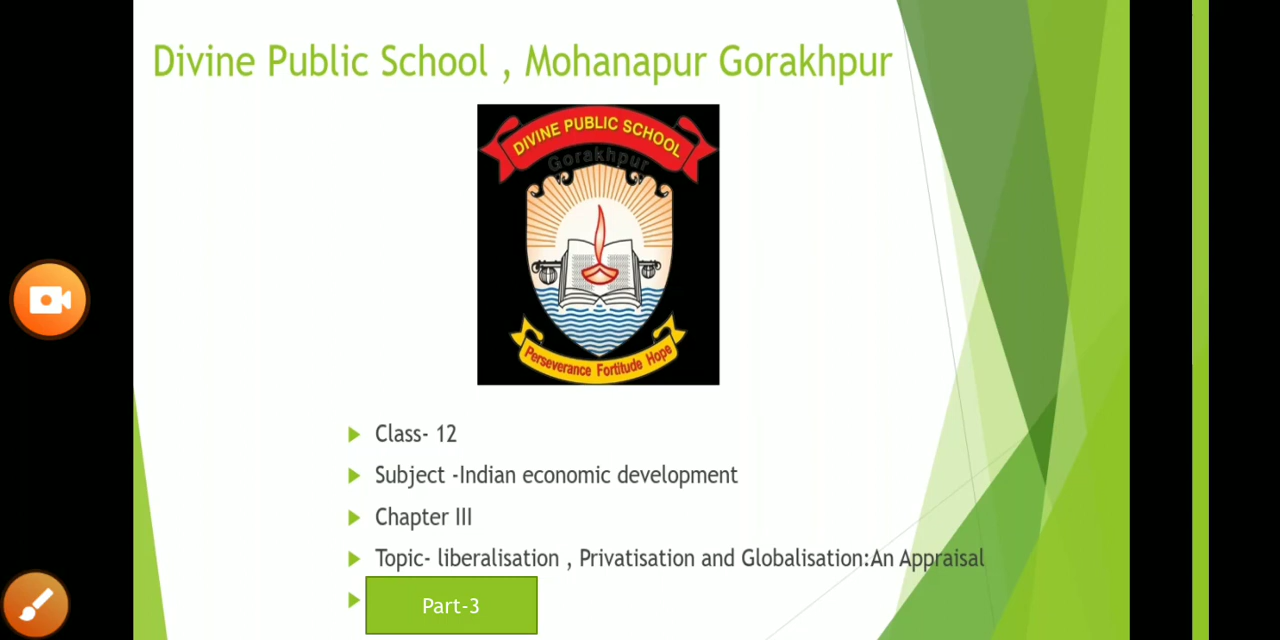 Divine Public School , Mohanapur Gorakhpur
DIVINE PUBLIC SCHOOL
Gorakhpur
Perseverance Fortitude Hope
Class- 12
Subject -Indian economic development
Chapter III
Topic- liberalisation , Privatisation and Globalisation:An Appraisal
Part-3